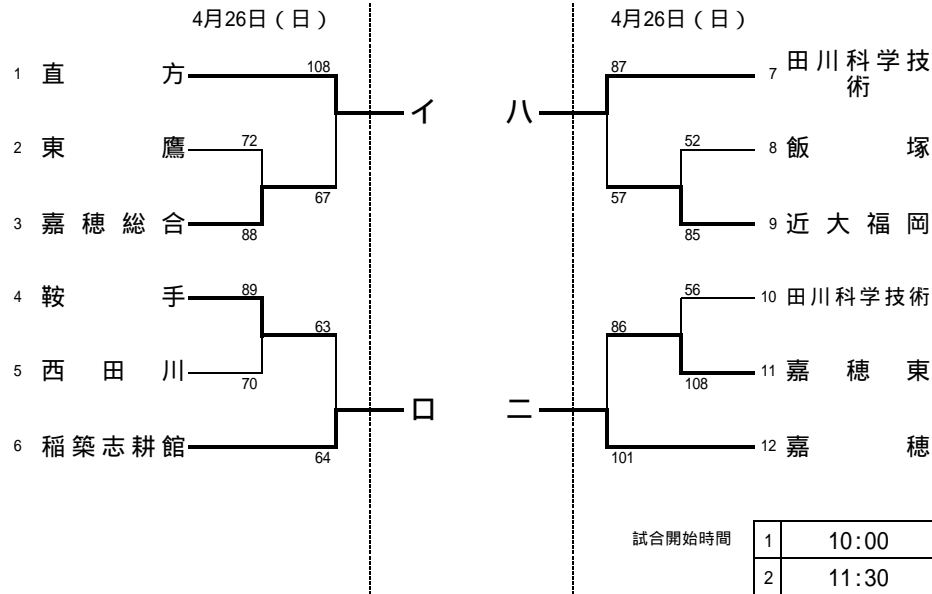 4月26日（日） 4月26日（日）
1 直方 108 87 7 田川科学技術
イ ハ
2 東鷹 72 52 8 飯塚
67 57
3 嘉穂総合 88 85 9 近大福岡
4 鞍手 89 56 10 田川科学技術
63 86
5 西田川 70 108 11 嘉穂東
ロ ニ
6 稲築志耕館 64 101 12 嘉穂
試合開始時間 1 10:00
2 11:30